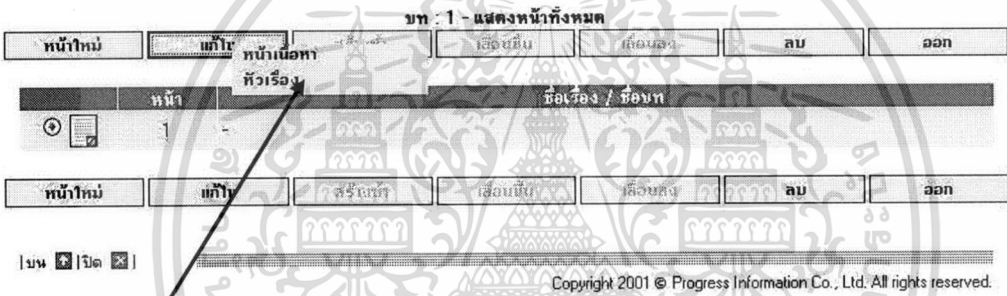 บท : 1 - แสดงหน้าทั้งหมด
หน้าใหม่ แก้ไข เลื่อนขึ้น เลื่อนลง ลบ ออก
หน้าเนื้อหา
หัวเรื่อง
หน้า ชื่อเรื่อง / ชื่อบท
1 -
หน้าใหม่ แก้ไข สร้างซ้ำ เลื่อนขึ้น เลื่อนลง ลบ ออก
|บน |ปิด |
Copyright 2001 © Progress Information Co., Ltd. All rights reserved.